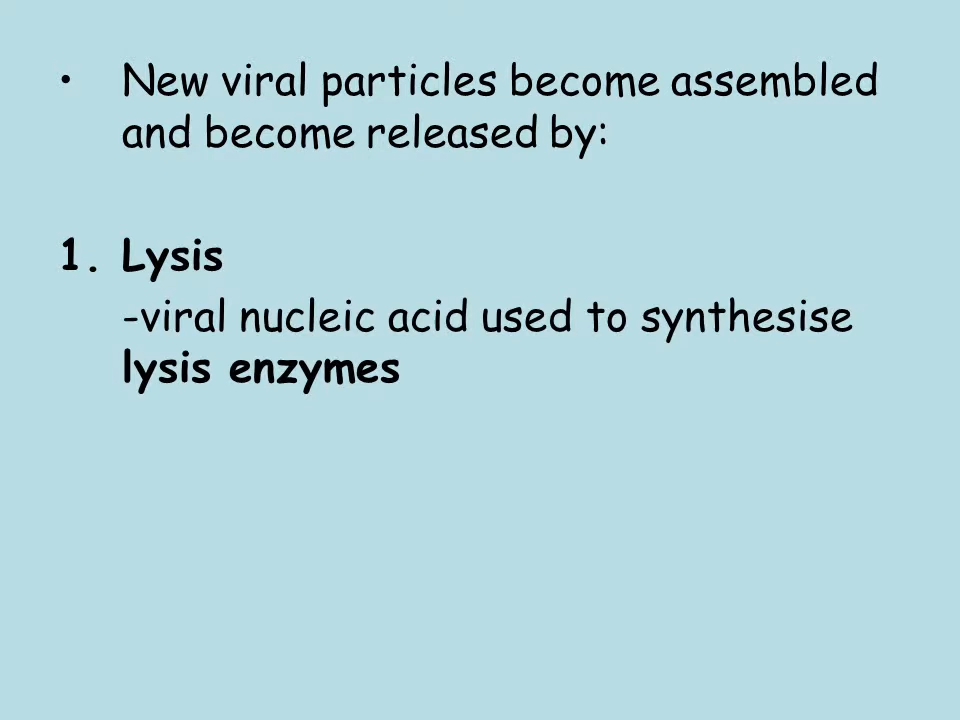 • New viral particles become assembled
and become released by:
1. Lysis
-viral nucleic acid used to synthesise
lysis enzymes